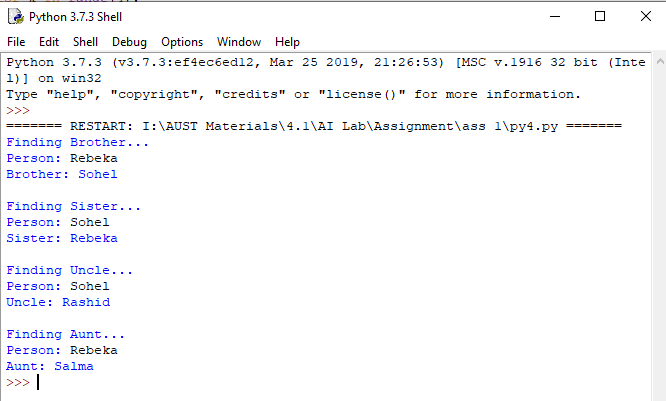 Python 3.7.3 Shell
File Edit Shell Debug Options Window Help
Python 3.7.3 (v3.7.3:ef4ec6ed12, Mar 25 2019, 21:26:53) [MSC v.1916 32 bit (Inte
l)] on win32
Type "help", "copyright", "credits" or "license()" for more information.
>>>
======= RESTART: I:\AUST Materials\4.1\AI Lab\Assignment\ass 1\py4.py =======
Finding Brother...
Person: Rebeka
Brother: Sohel
Finding Sister...
Person: Sohel
Sister: Rebeka
Finding Uncle...
Person: Sohel
Uncle: Rashid
Finding Aunt...
Person: Rebeka
Aunt: Salma
>>>